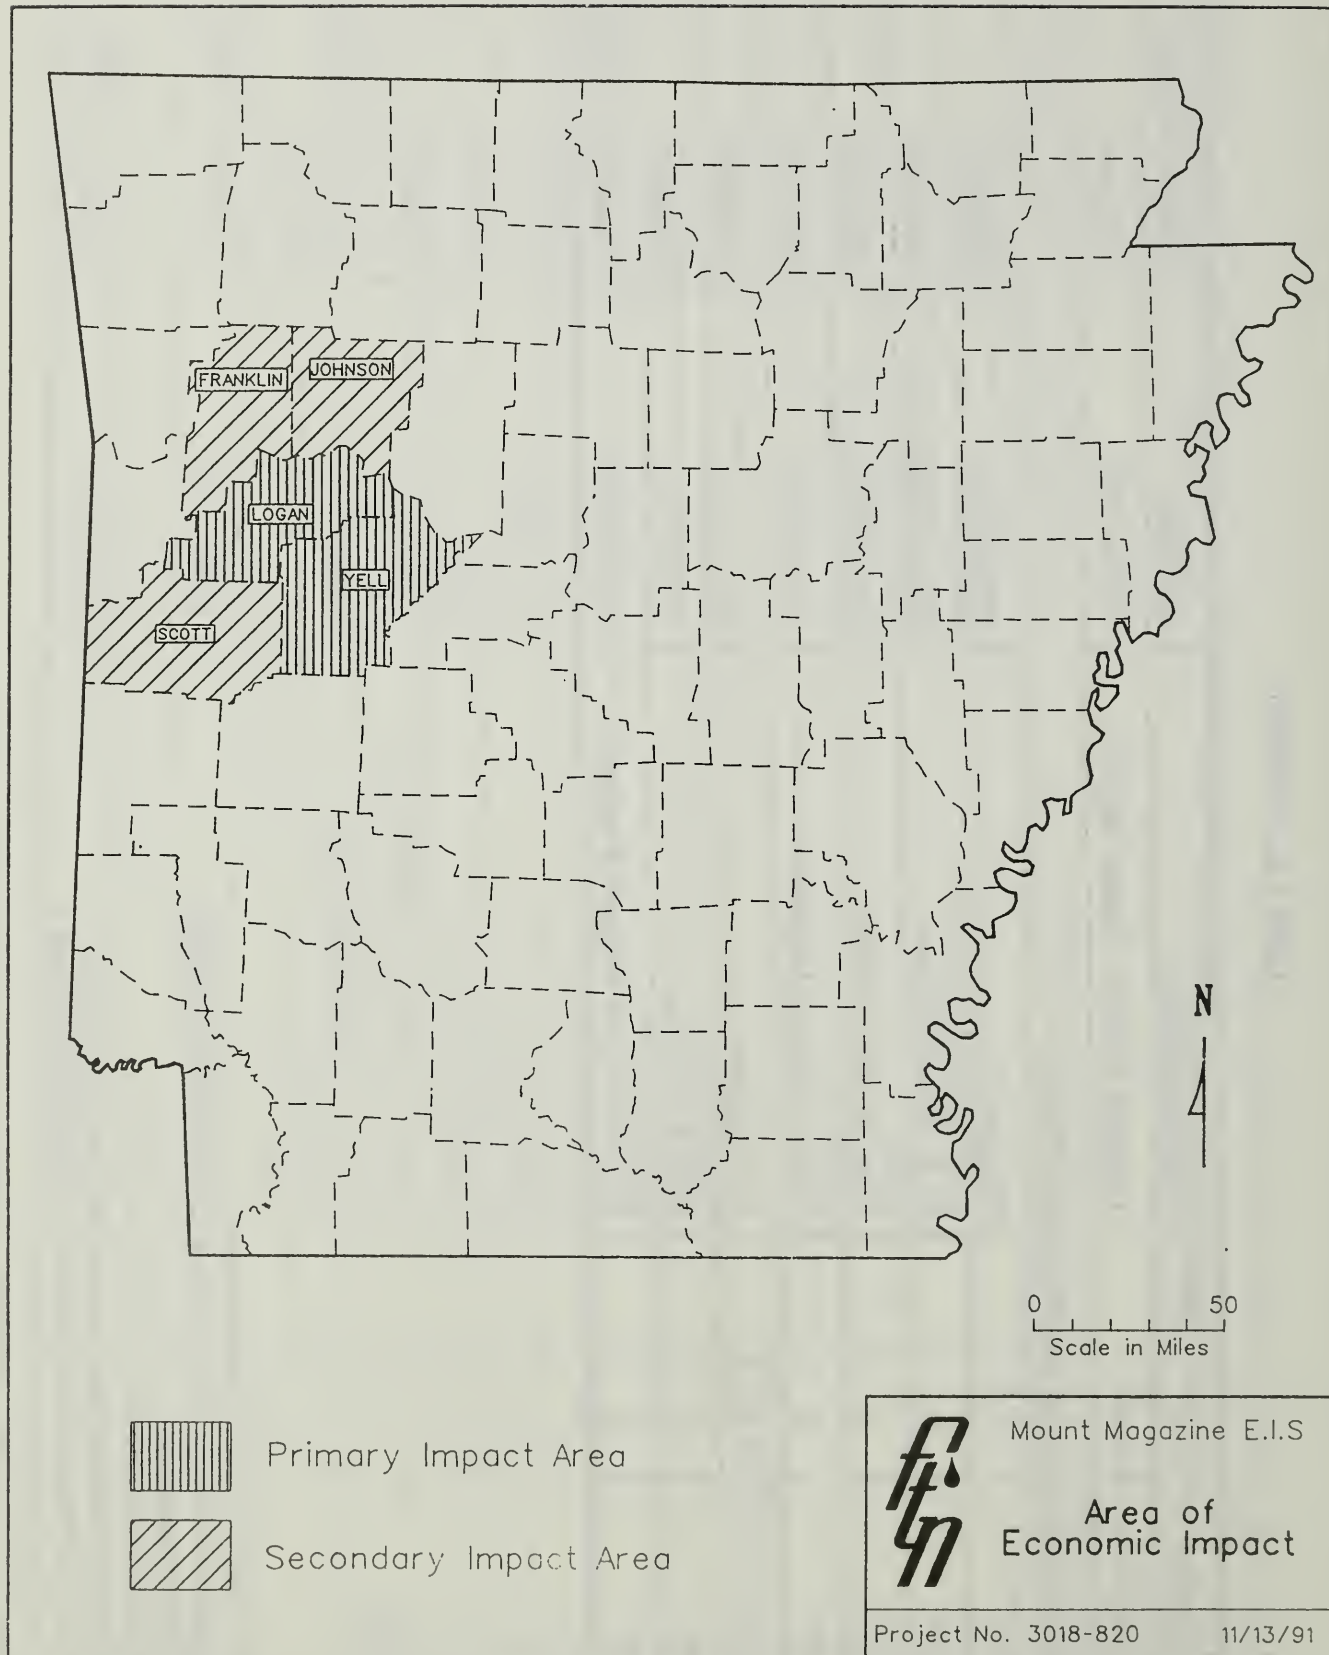 FRANKLIN
JOHNSON
LOGAN
YELL
SCOTT
N
0 50
Scale in Miles
Primary Impact Area
Secondary Impact Area
ftn
Mount Magazine E.I.S
Area of
Economic Impact
Project No. 3018-820 11/13/91